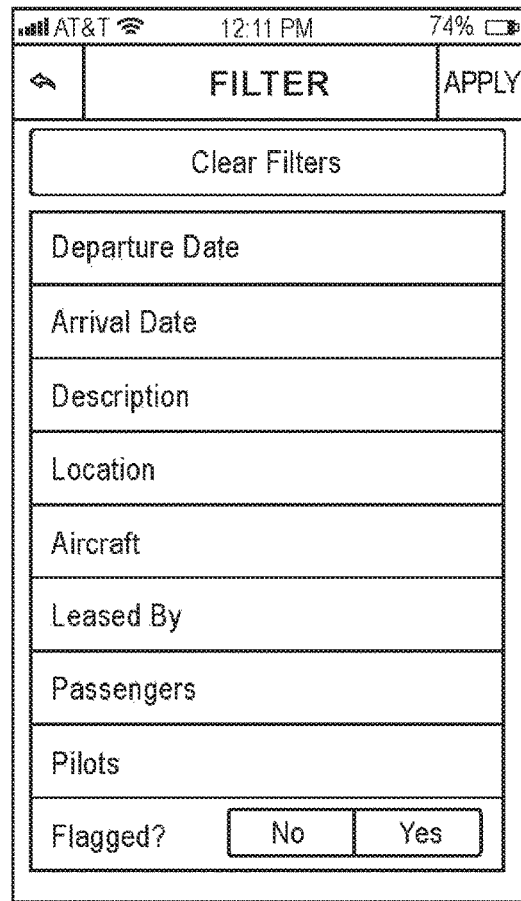 AT&T 12:11 PM 74%
FILTER APPLY
Clear Filters
Departure Date
Arrival Date
Description
Location
Aircraft
Leased By
Passengers
Pilots
Flagged? No Yes